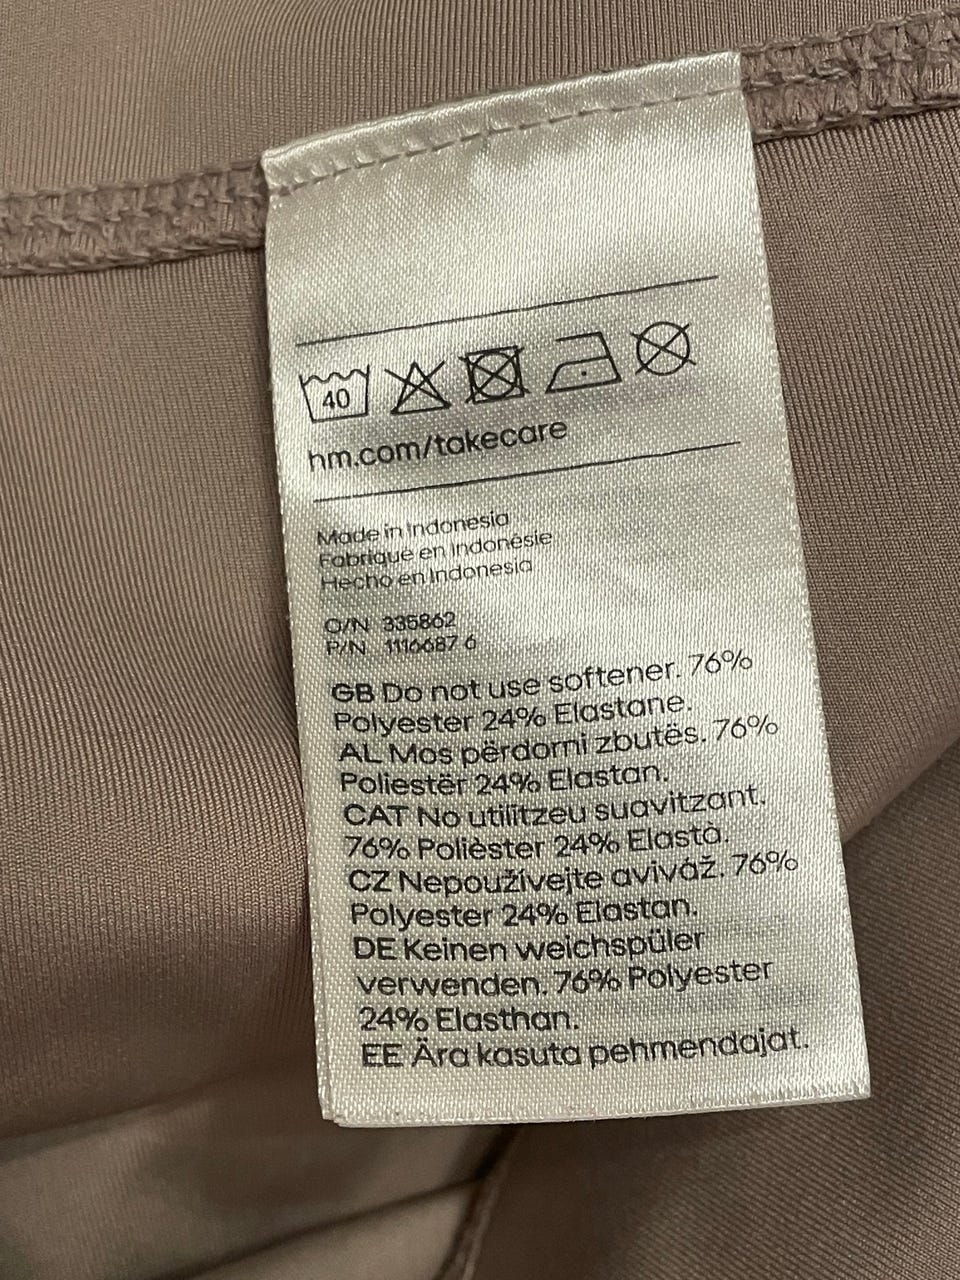 40
hm.com/takecare
Made in Indonesia
Fabriqué en Indonésie
Hecho en Indonesia
O/N 335862
P/N 1116687 6
GB Do not use softener. 76%
Polyester 24% Elastane.
AL Mos përdorni zbutës. 76%
Poliestër 24% Elastan.
CAT No utilitzeu suavitzant.
76% Polièster 24% Elastà.
CZ Nepoužívejte aviváž. 76%
Polyester 24% Elastan.
DE Keinen weichspüler
verwenden. 76% Polyester
24% Elasthan.
EE Ära kasuta pehmendajat.